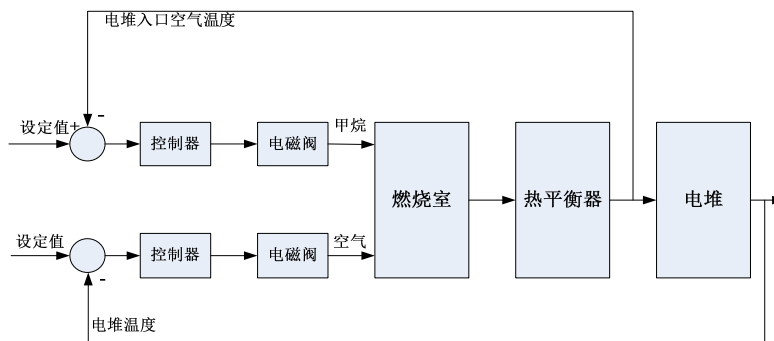 电堆入口空气温度
-
设定值+
控制器
电磁阀
甲烷
燃烧室
热平衡器
电堆
设定值
控制器
电磁阀
空气
-
电堆温度